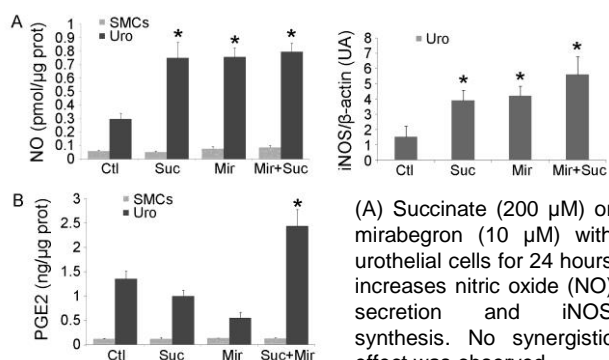 A
SMCs
Uro
NO (pmol/µg prot)
0.9
0.8
0.7
0.6
0.5
0.4
0.3
0.2
0.1
0
*
*
*
Ctl
Suc
Mir
Mir+Suc
Uro
iNOS/β-actin (UA)
8
7
6
5
4
3
2
1
0
*
*
*
Ctl
Suc
Mir
Mir+Suc
B
SMCs
Uro
PGE2 (ng/µg prot)
3
2.5
2
1.5
1
0.5
0
*
Ctl
Suc
Mir
Suc+Mir
(A) Succinate (200 µM) or
mirabegron (10 µM) with
urothelial cells for 24 hours
increases nitric oxide (NO)
secretion and iNOS
synthesis. No synergistic
effect was observed